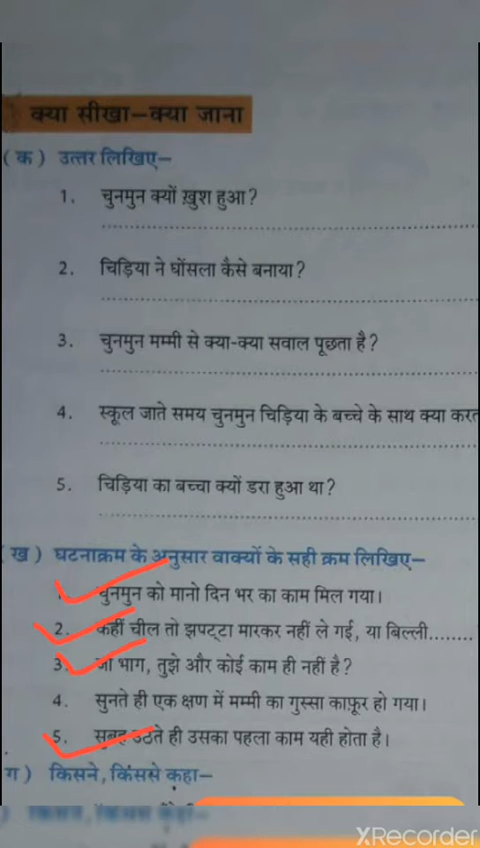 क्या सीखा–क्या जाना
(क) उत्तर लिखिए–
1. चुनमुन क्यों ख़ुश हुआ?
2. चिड़िया ने घोंसला कैसे बनाया?
3. चुनमुन मम्मी से क्या-क्या सवाल पूछता है?
4. स्कूल जाते समय चुनमुन चिड़िया के बच्चे के साथ क्या करत
5. चिड़िया का बच्चा क्यों डरा हुआ था?
(ख) घटनाक्रम के अनुसार वाक्यों के सही क्रम लिखिए–
चुनमुन को मानो दिन भर का काम मिल गया।
2. कहीं चील तो झपट्टा मारकर नहीं ले गई, या बिल्ली........
3. जा भाग, तुझे और कोई काम ही नहीं है?
4. सुनते ही एक क्षण में मम्मी का गुस्सा काफ़ूर हो गया।
5. सुबह उठते ही उसका पहला काम यही होता है।
ग) किसने, किससे कहा–
XRecorder